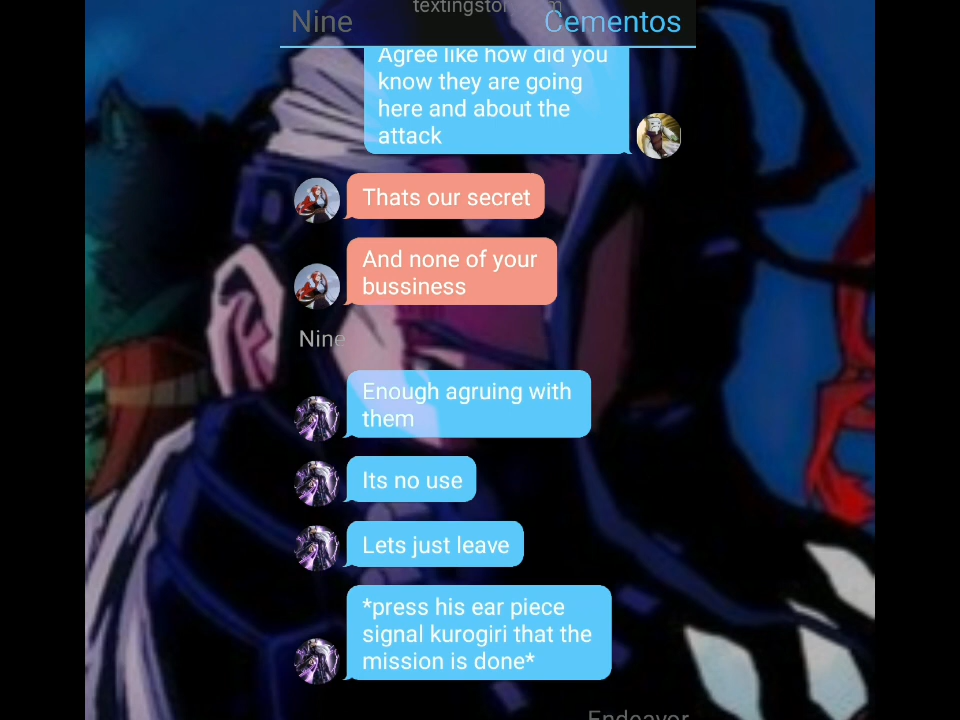 Nine
Cementos
Agree like how did you
know they are going
here and about the
attack
Thats our secret
And none of your
bussiness
Nine
Enough agruing with
them
Its no use
Lets just leave
*press his ear piece
signal kurogiri that the
mission is done*
Endeavor